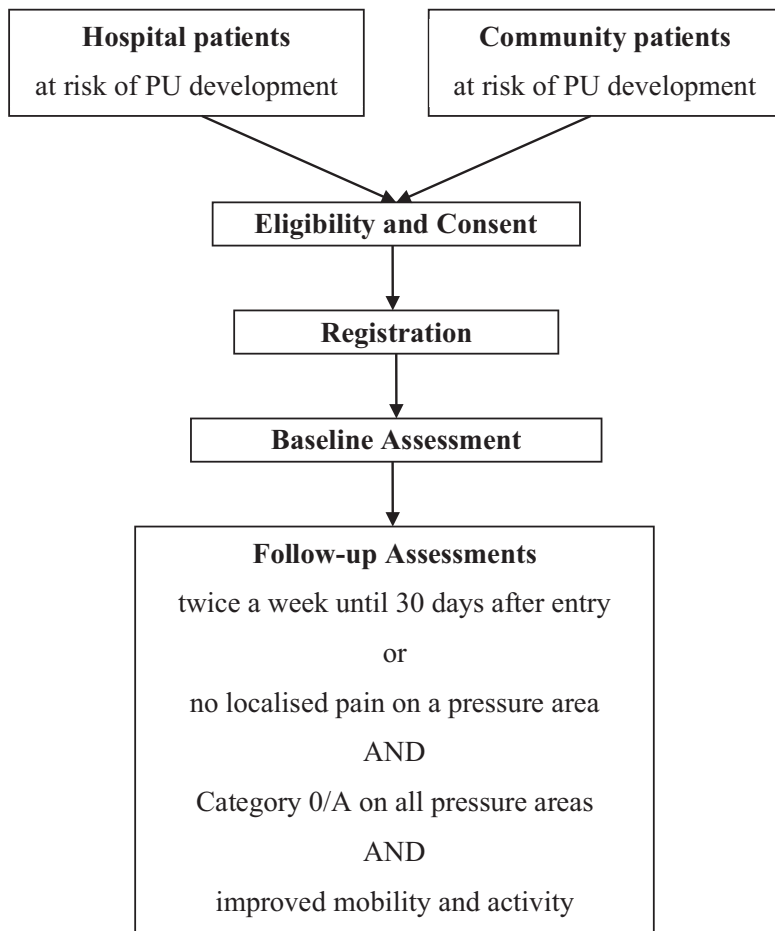 Hospital patients
at risk of PU development
Community patients
at risk of PU development
Eligibility and Consent
Registration
Baseline Assessment
Follow-up Assessments
twice a week until 30 days after entry
or
no localised pain on a pressure area
AND
Category 0/A on all pressure areas
AND
improved mobility and activity